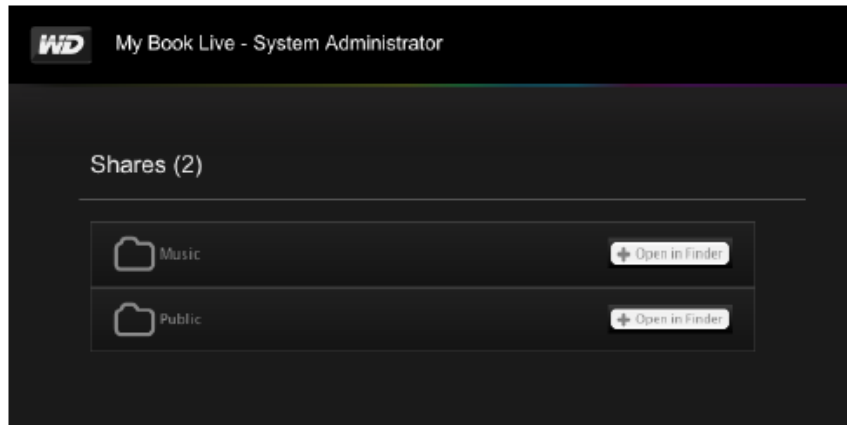 WD My Book Live - System Administrator
Shares (2)
Music + Open in Finder
Public + Open in Finder